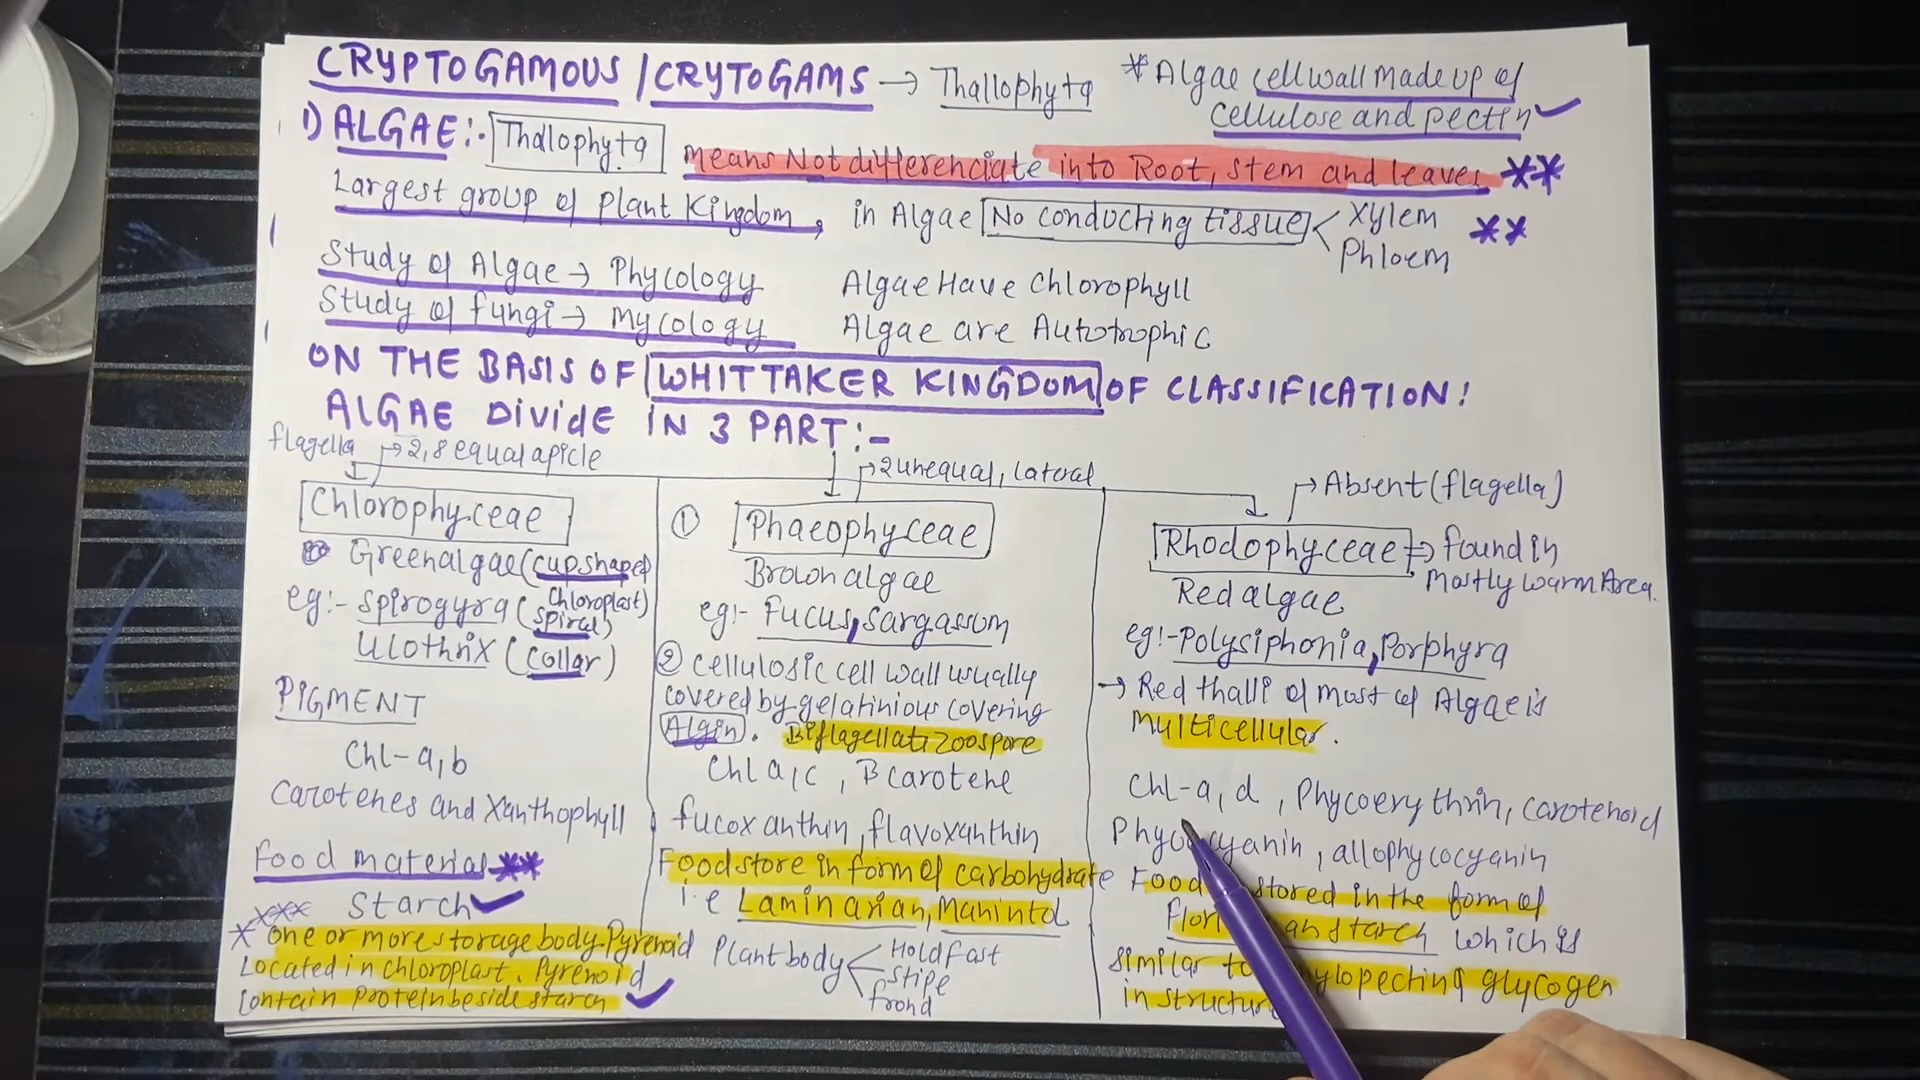 CRYPTOGAMOUS / CRYTOGAMS → Thallophyta
* Algae cell wall made up of
cellulose and pectin
1) ALGAE:- Thallophyta means Not differenciate into Root, stem and leaves **
Largest group of plant Kingdom, in Algae No conducting tissue < Xylem **
Phloem
Study of Algae → Phycology
Algae Have Chlorophyll
Study of fungi → Mycology
Algae are Autotrophic
ON THE BASIS OF WHITTAKER KINGDOM OF CLASSIFICATION!
ALGAE DIVIDE IN 3 PART:-
flagella → 2,8 equal apicle
Chlorophyceae
Greenalgae (cup shaped
Chloroplast)
eg:- Spirogyra (spiral)
Ulothrix (collar)
PIGMENT
Chl-a,b
Carotenes and Xanthophyll
Food material **
Starch
*** 
* one or more storage body Pyrenoid
Located in chloroplast. Pyrenoid
Contain Protein beside starch
→ 2 unequal, lateral
① Phaeophyceae
Brown algae
eg:- Fucus, Sargassum
② Cellulosic cell wall usually
covered by gelatinious covering
Algin. Biflagellate zoospore
Chl a,c, B carotene
fucoxanthin, flavoxanthin
Food store in form of carbohydrate
i.e Laminarian, Manintol
Plant body < Holdfast
Stipe
frond
→ Absent (flagella)
Rhodophyceae → found in
Mostly warm Area.
Red algae
eg:- Polysiphonia, Porphyra
→ Red thalli of most of Algae is
Multicellular.
Chl-a,d, Phycoerythrin, carotenoid
Phycocyanin, allophycocyanin
Food stored in the form of
starch which is
similar to glycogen
in structure